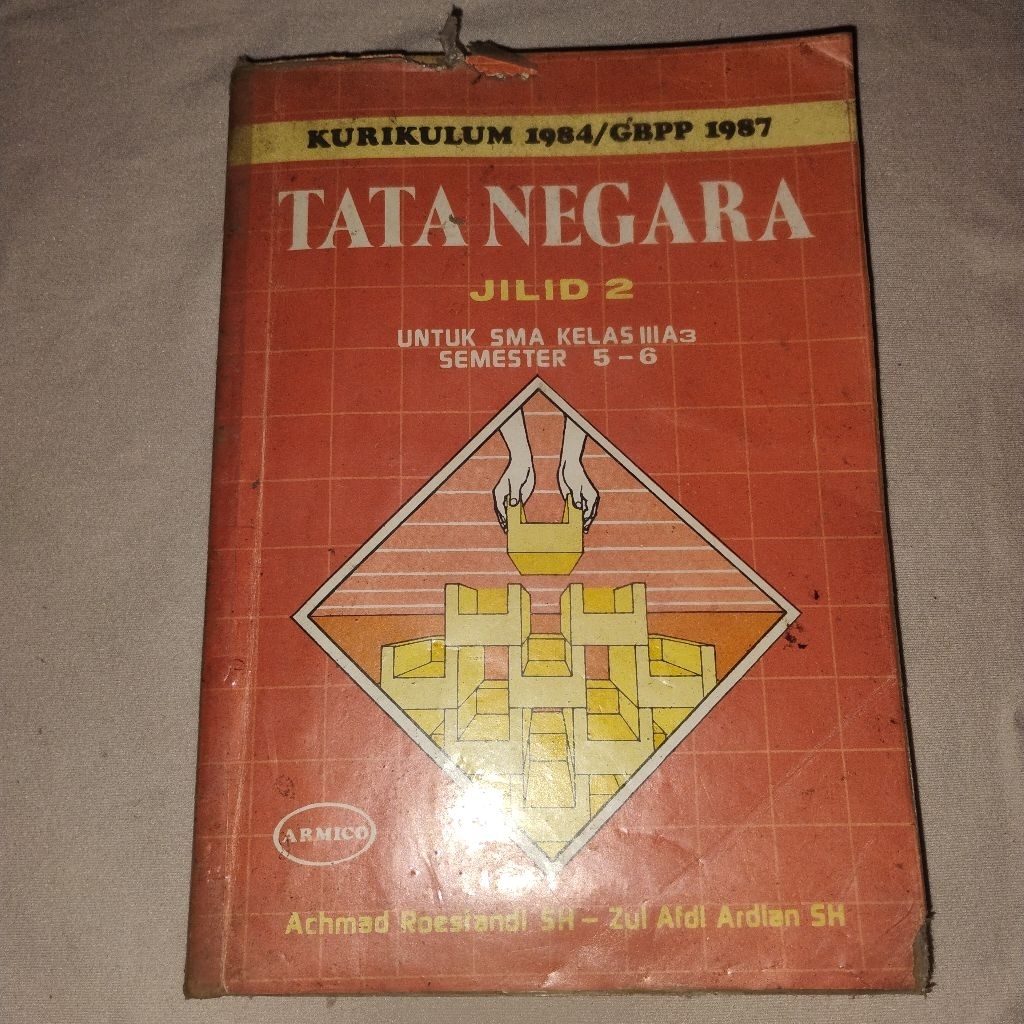 KURIKULUM 1984/GBPP 1987
TATA NEGARA
JILID 2
UNTUK SMA KELAS IIIA3
SEMESTER 5-6
ARMICO
Achmad Roestandi SH - Zul Afdi Ardian SH